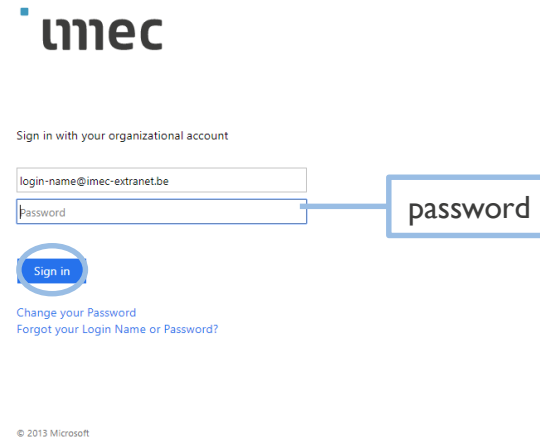 imec
Sign in with your organizational account
login-name@imec-extranet.be
Password
password
Sign in
Change your Password
Forgot your Login Name or Password?
© 2013 Microsoft